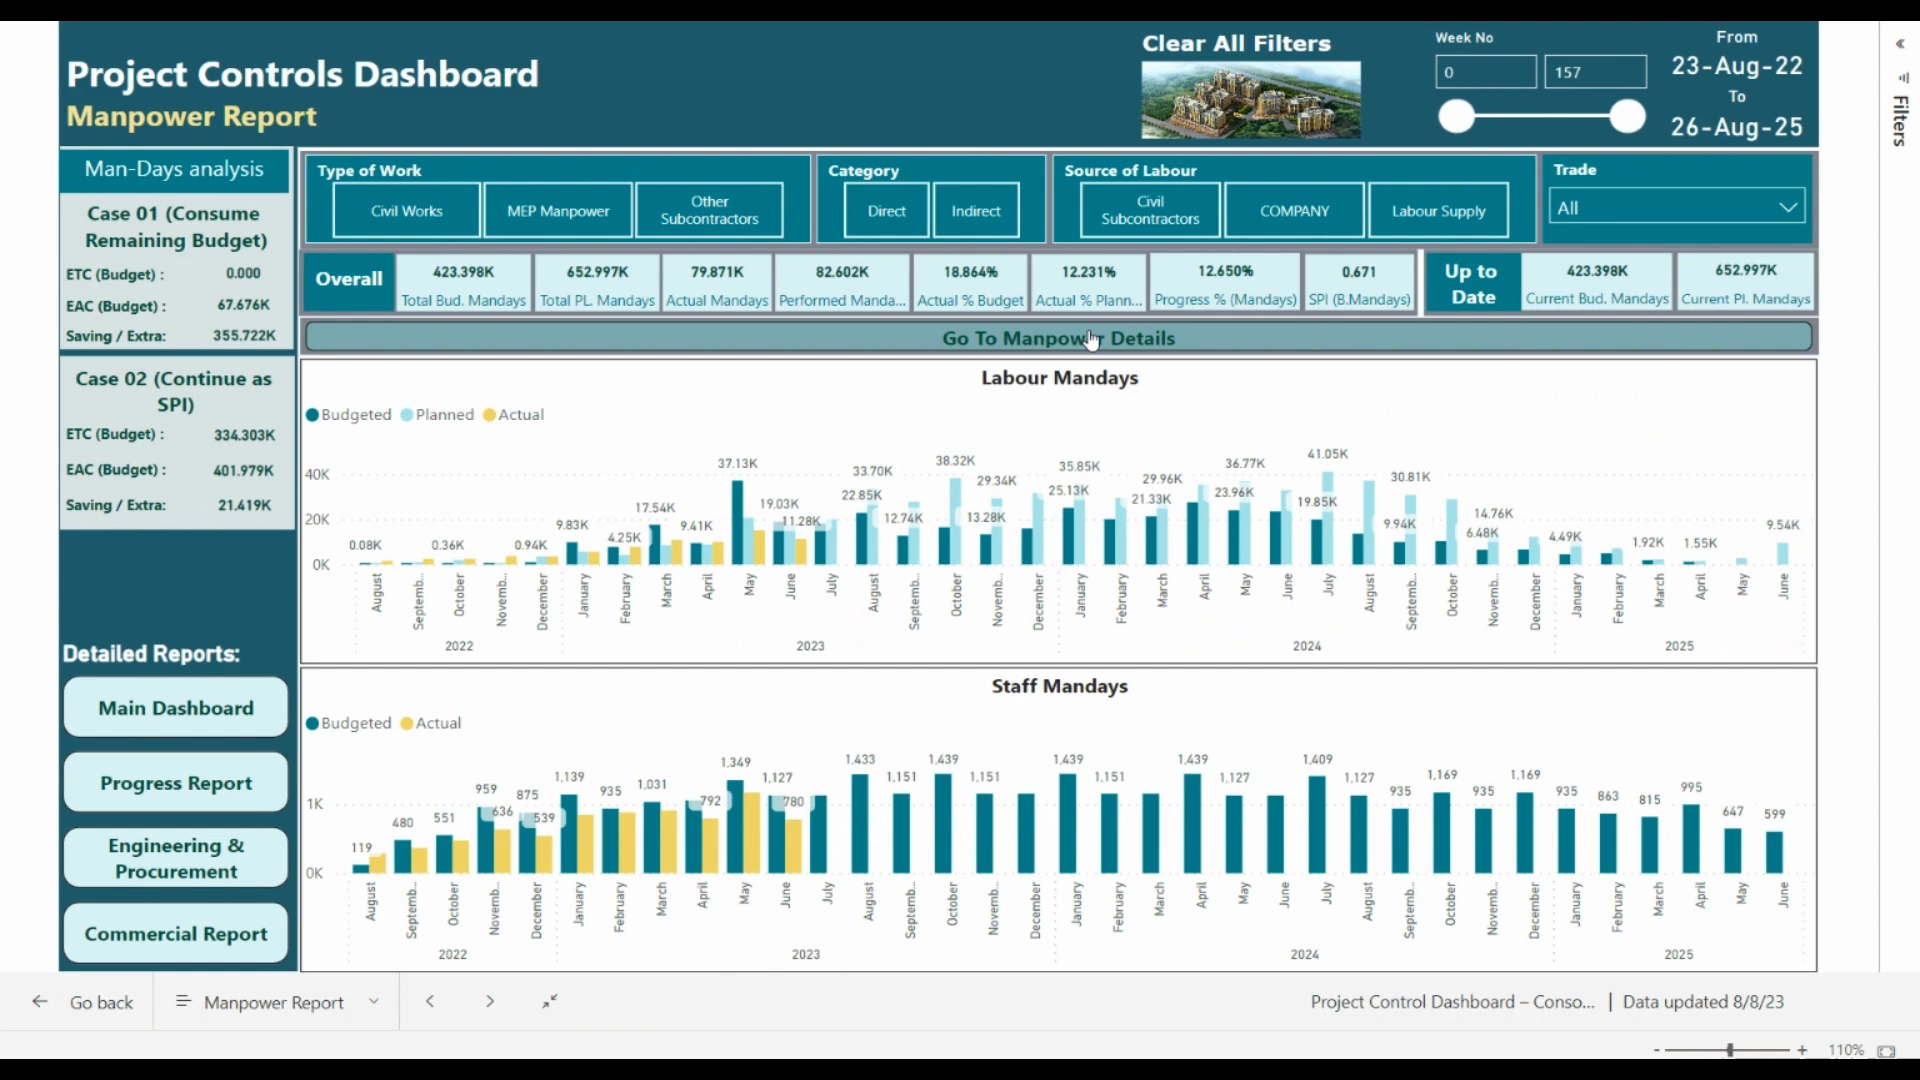 Project Controls Dashboard
Manpower Report
Clear All Filters
Week No
0
157
From
23-Aug-22
To
26-Aug-25
Filters
Man-Days analysis
Case 01 (Consume
Remaining Budget)
ETC (Budget) : 0.000
EAC (Budget) : 67.676K
Saving / Extra: 355.722K
Case 02 (Continue as
SPI)
ETC (Budget) : 334.303K
EAC (Budget) : 401.979K
Saving / Extra: 21.419K
Detailed Reports:
Main Dashboard
Progress Report
Engineering &
Procurement
Commercial Report
Type of Work
Civil Works
MEP Manpower
Other
Subcontractors
Category
Direct
Indirect
Source of Labour
Civil
Subcontractors
COMPANY
Labour Supply
Trade
All
Overall
423.398K
Total Bud. Mandays
652.997K
Total PL. Mandays
79.871K
Actual Mandays
82.602K
Performed Manda...
18.864%
Actual % Budget
12.231%
Actual % Plann...
12.650%
Progress % (Mandays)
0.671
SPI (B.Mandays)
Up to
Date
423.398K
Current Bud. Mandays
652.997K
Current Pl. Mandays
Go To Manpower Details
Labour Mandays
Budgeted Planned Actual
40K
20K
0K
0.08K
0.36K
0.94K
9.83K
4.25K
17.54K
9.41K
37.13K
19.03K
11.28K
22.85K
33.70K
12.74K
38.32K
13.28K
29.34K
25.13K
35.85K
21.33K
29.96K
23.96K
36.77K
19.85K
41.05K
9.94K
30.81K
6.48K
14.76K
4.49K
1.92K
1.55K
9.54K
August
Septemb...
October
Novemb...
December
January
February
March
April
May
June
July
August
Septemb...
October
Novemb...
December
January
February
March
April
May
June
July
August
Septemb...
October
Novemb...
December
January
February
March
April
May
June
2022
2023
2024
2025
Staff Mandays
Budgeted Actual
1K
0K
119
480
551
959
636
875
539
1,139
935
1,031
792
1,349
1,127
780
1,433
1,151
1,439
1,151
1,439
1,151
1,439
1,127
1,409
1,127
935
1,169
935
1,169
935
863
815
995
647
599
August
Septemb...
October
Novemb...
December
January
February
March
April
May
June
July
August
Septemb...
October
Novemb...
December
January
February
March
April
May
June
July
August
Septemb...
October
Novemb...
December
January
February
March
April
May
June
2022
2023
2024
2025
Go back
Manpower Report
Project Control Dashboard – Conso... | Data updated 8/8/23
- + 110%